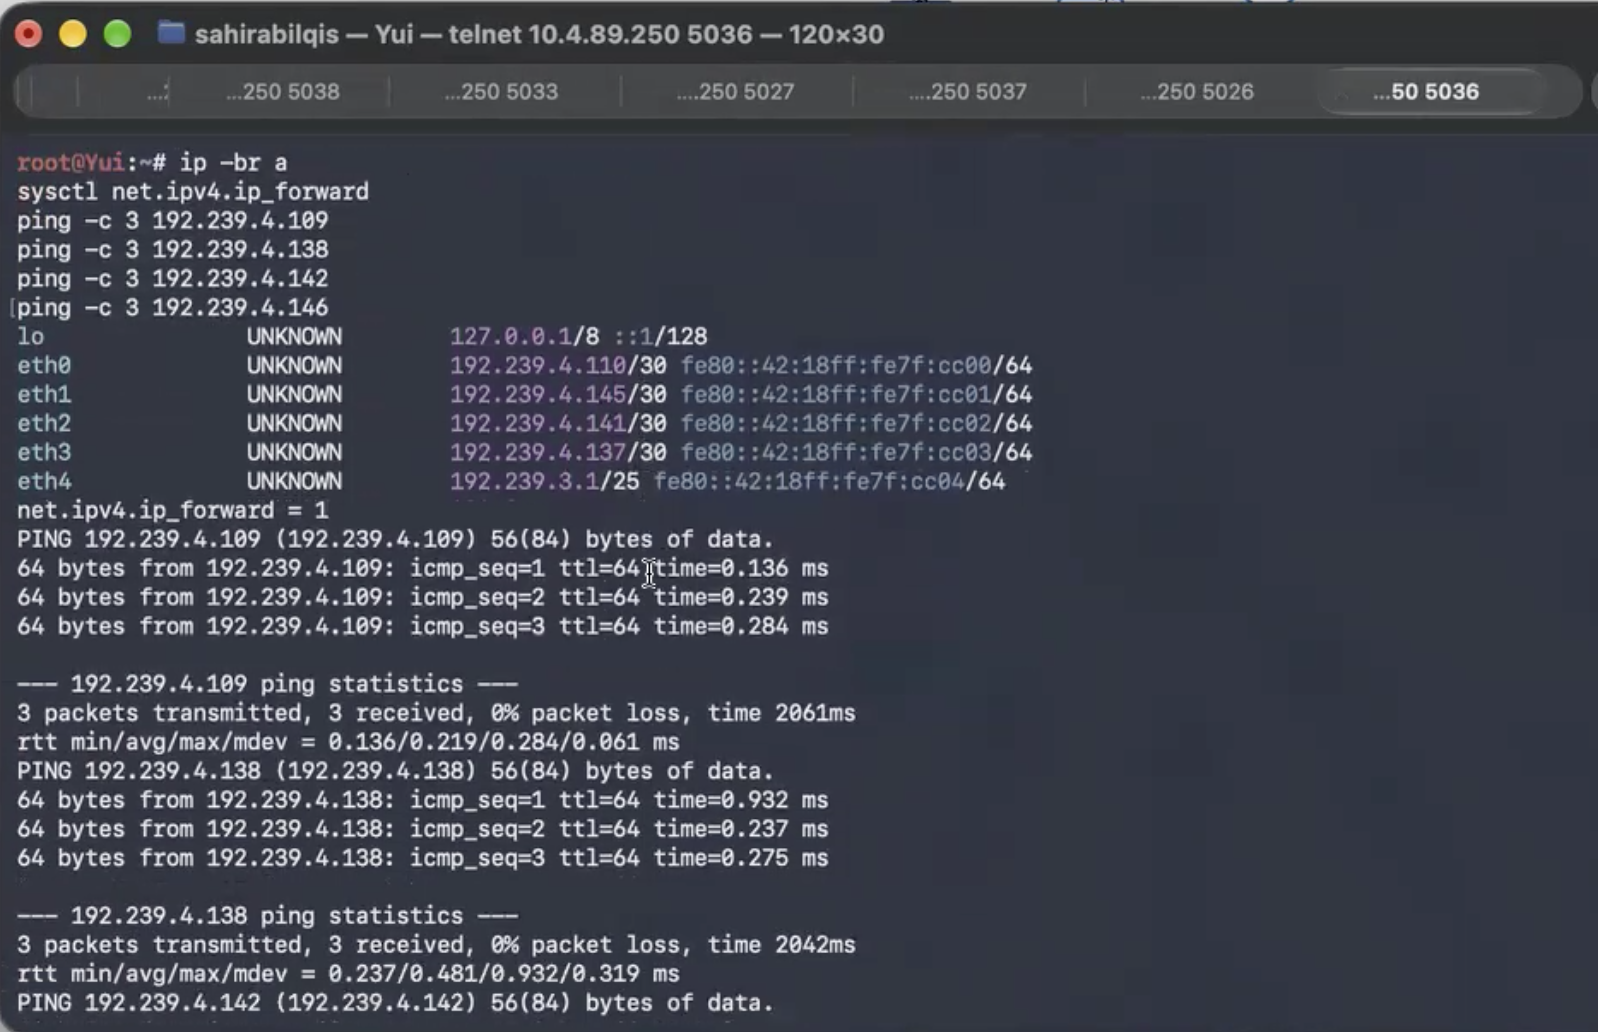 sahirabilqis — Yui — telnet 10.4.89.250 5036 — 120×30
...250 5038 ...250 5033 ....250 5027 ....250 5037 ...250 5026 ...50 5036
root@Yui:~# ip -br a
sysctl net.ipv4.ip_forward
ping -c 3 192.239.4.109
ping -c 3 192.239.4.138
ping -c 3 192.239.4.142
[ping -c 3 192.239.4.146
lo UNKNOWN 127.0.0.1/8 ::1/128
eth0 UNKNOWN 192.239.4.110/30 fe80::42:18ff:fe7f:cc00/64
eth1 UNKNOWN 192.239.4.145/30 fe80::42:18ff:fe7f:cc01/64
eth2 UNKNOWN 192.239.4.141/30 fe80::42:18ff:fe7f:cc02/64
eth3 UNKNOWN 192.239.4.137/30 fe80::42:18ff:fe7f:cc03/64
eth4 UNKNOWN 192.239.3.1/25 fe80::42:18ff:fe7f:cc04/64
net.ipv4.ip_forward = 1
PING 192.239.4.109 (192.239.4.109) 56(84) bytes of data.
64 bytes from 192.239.4.109: icmp_seq=1 ttl=64 time=0.136 ms
64 bytes from 192.239.4.109: icmp_seq=2 ttl=64 time=0.239 ms
64 bytes from 192.239.4.109: icmp_seq=3 ttl=64 time=0.284 ms
--- 192.239.4.109 ping statistics ---
3 packets transmitted, 3 received, 0% packet loss, time 2061ms
rtt min/avg/max/mdev = 0.136/0.219/0.284/0.061 ms
PING 192.239.4.138 (192.239.4.138) 56(84) bytes of data.
64 bytes from 192.239.4.138: icmp_seq=1 ttl=64 time=0.932 ms
64 bytes from 192.239.4.138: icmp_seq=2 ttl=64 time=0.237 ms
64 bytes from 192.239.4.138: icmp_seq=3 ttl=64 time=0.275 ms
--- 192.239.4.138 ping statistics ---
3 packets transmitted, 3 received, 0% packet loss, time 2042ms
rtt min/avg/max/mdev = 0.237/0.481/0.932/0.319 ms
PING 192.239.4.142 (192.239.4.142) 56(84) bytes of data.